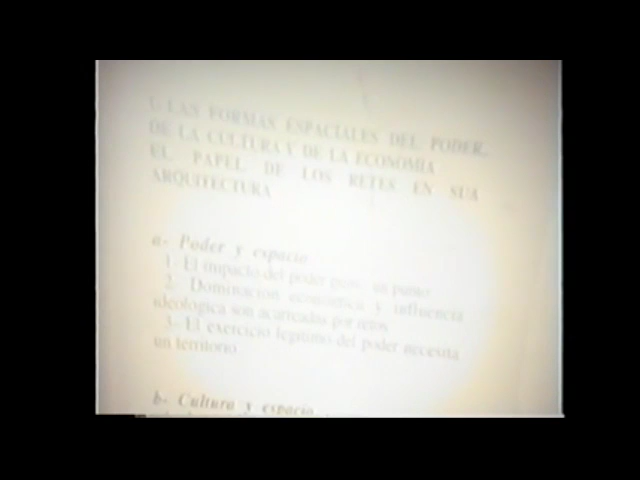 1. LAS FORMAS ESPACIALES DEL PODER,
DE LA CULTURA Y DE LA ECONOMIA
EL PAPEL DE LOS RETES EN SUA
ARQUITECTURA
a- Poder y espacio
1- El impacto del poder
2. Dominacion economica y influencia
ideologica son acarreadas por retes
3- El exercicio legitimo del poder necesita
un territorio
b- Cultura y espacio